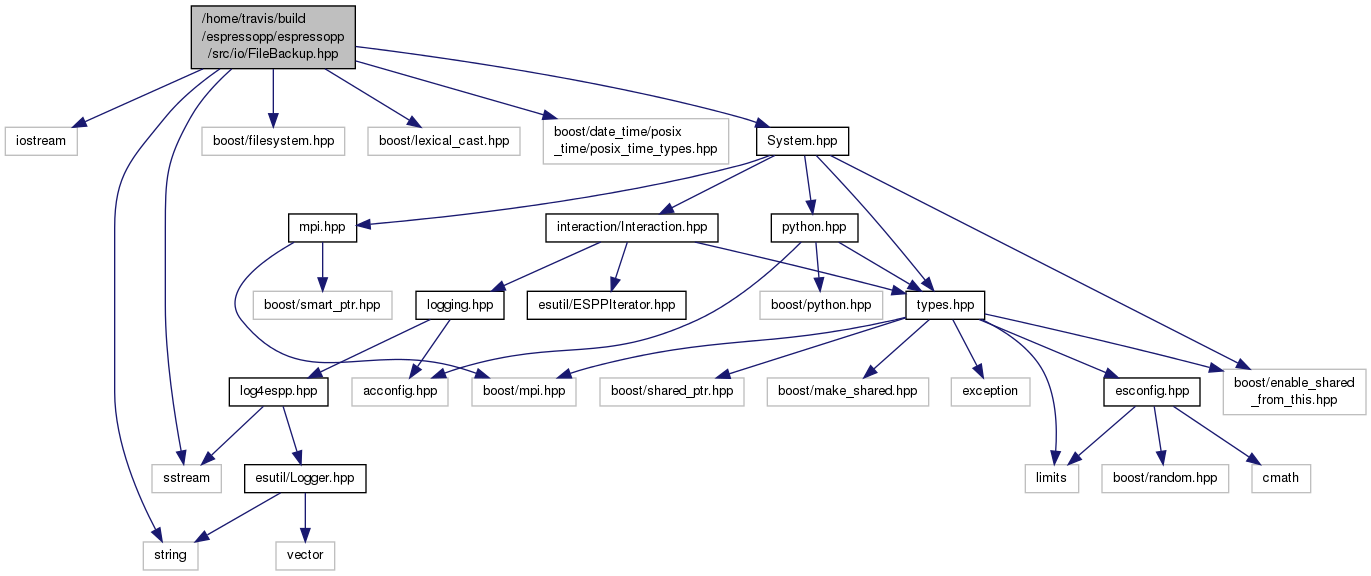 /home/travis/build
/espressopp/espressopp
/src/io/FileBackup.hpp
iostream
boost/filesystem.hpp
boost/lexical_cast.hpp
boost/date_time/posix
_time/posix_time_types.hpp
System.hpp
mpi.hpp
interaction/Interaction.hpp
python.hpp
boost/smart_ptr.hpp
logging.hpp
esutil/ESPPIterator.hpp
boost/python.hpp
types.hpp
log4espp.hpp
acconfig.hpp
boost/mpi.hpp
boost/shared_ptr.hpp
boost/make_shared.hpp
exception
esconfig.hpp
boost/enable_shared
_from_this.hpp
sstream
esutil/Logger.hpp
limits
boost/random.hpp
cmath
string
vector